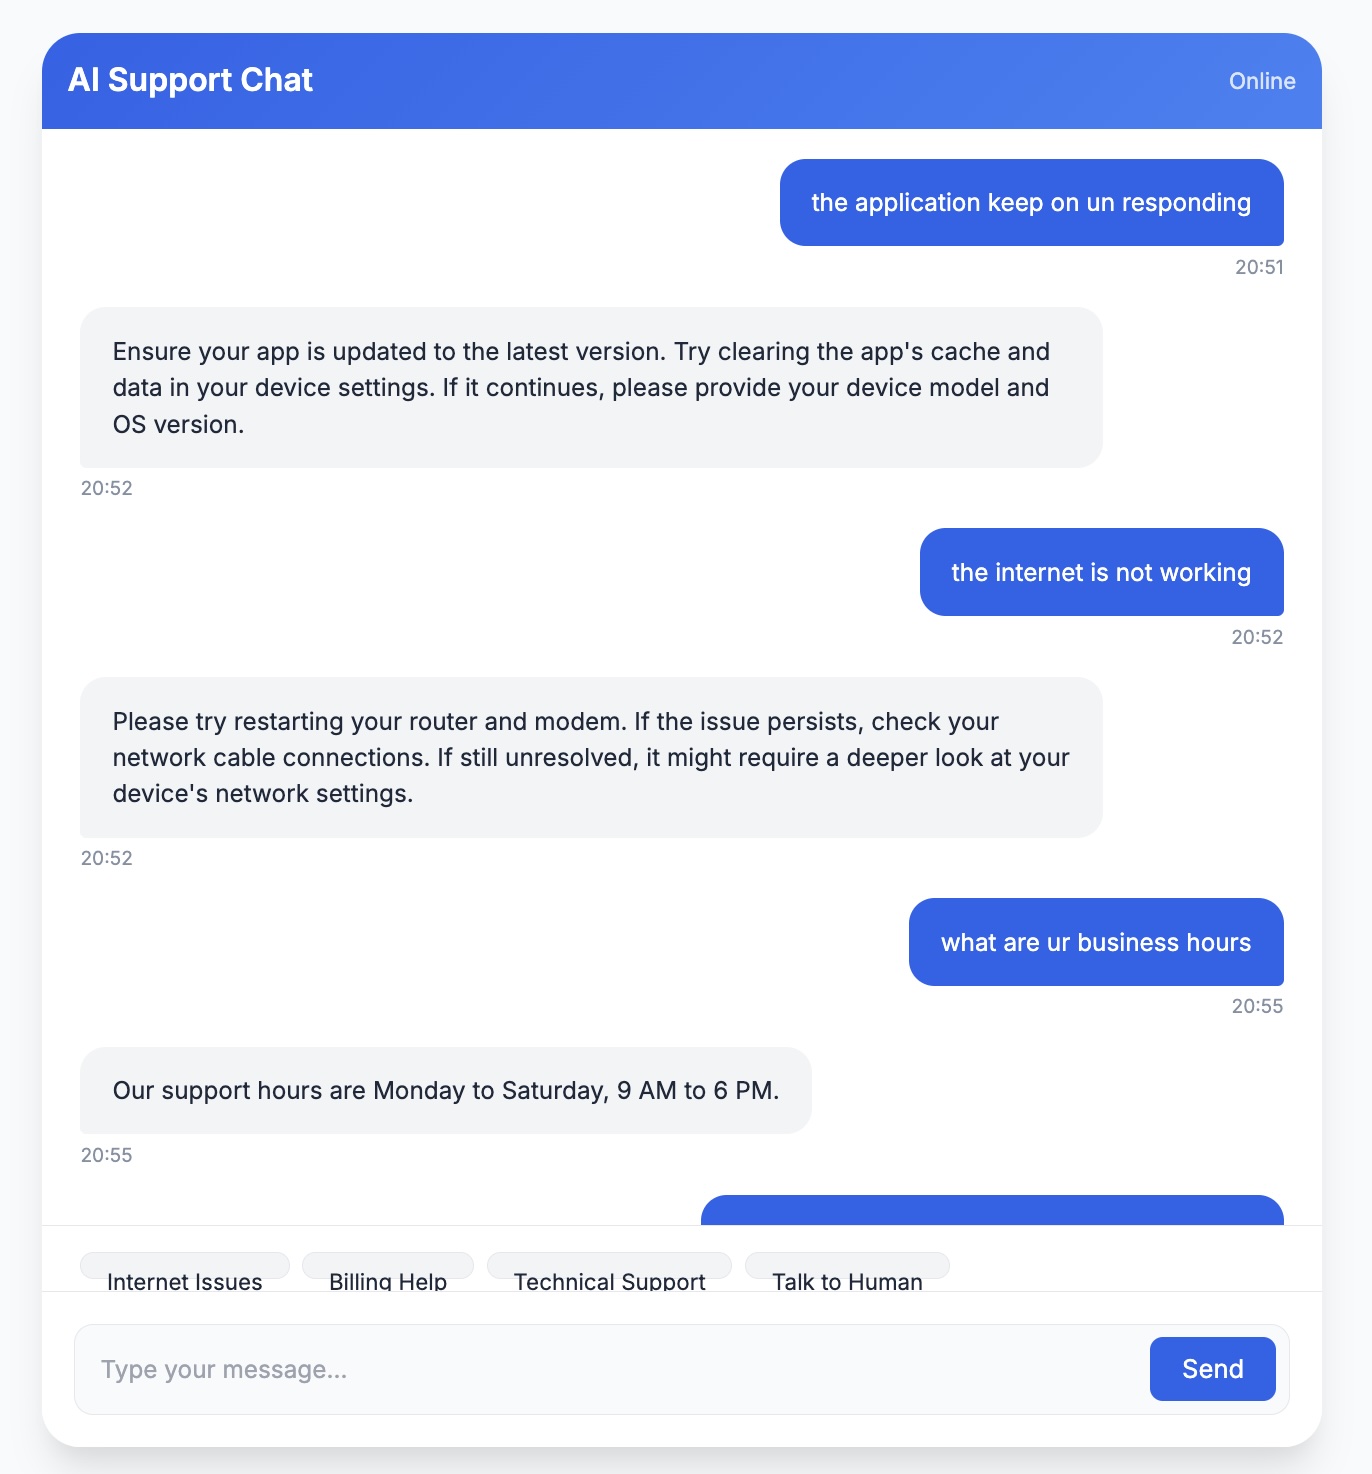 AI Support Chat
Online
the application keep on un responding
20:51
Ensure your app is updated to the latest version. Try clearing the app's cache and
data in your device settings. If it continues, please provide your device model and
OS version.
20:52
the internet is not working
20:52
Please try restarting your router and modem. If the issue persists, check your
network cable connections. If still unresolved, it might require a deeper look at your
device's network settings.
20:52
what are ur business hours
20:55
Our support hours are Monday to Saturday, 9 AM to 6 PM.
20:55
Internet Issues
Billing Help
Technical Support
Talk to Human
Type your message...
Send